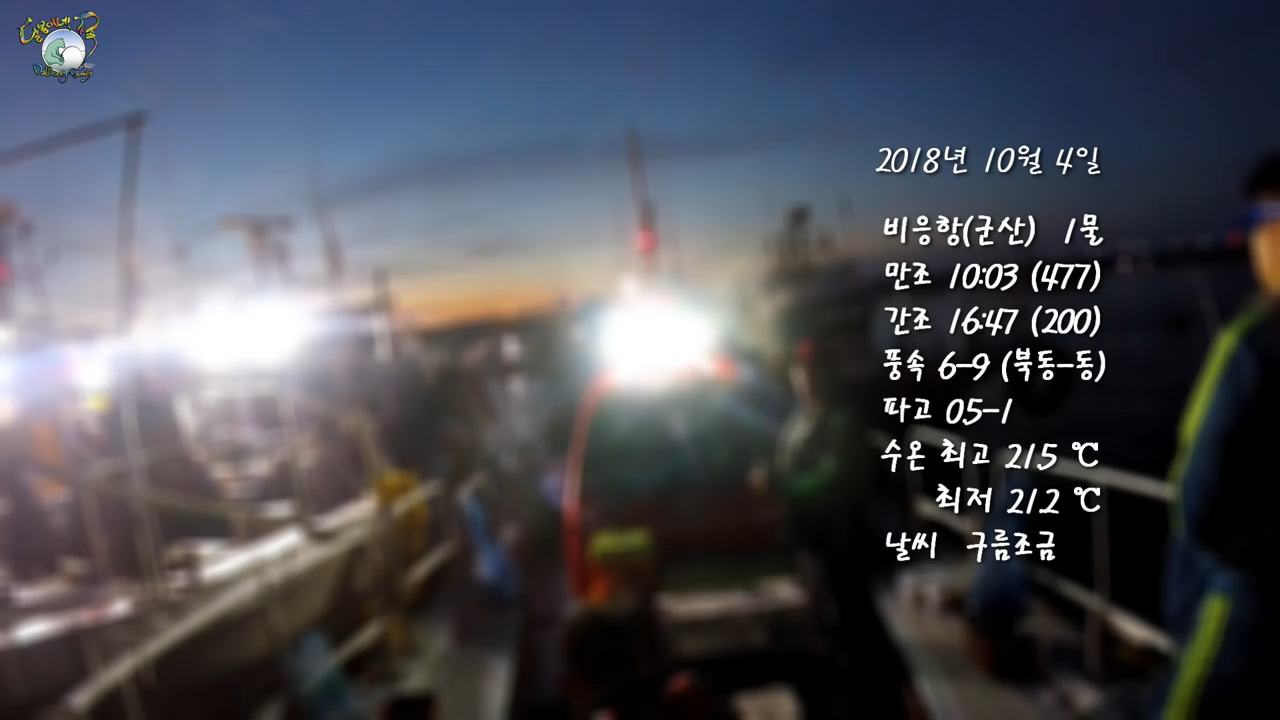 2018년 10월 4일
비응항(군산) 1물
만조 10:03 (477)
간조 16:47 (200)
풍속 6-9 (북동-동)
파고 0.5-1
수온 최고 21.5 ℃
최저 21.2 ℃
날씨 구름조금